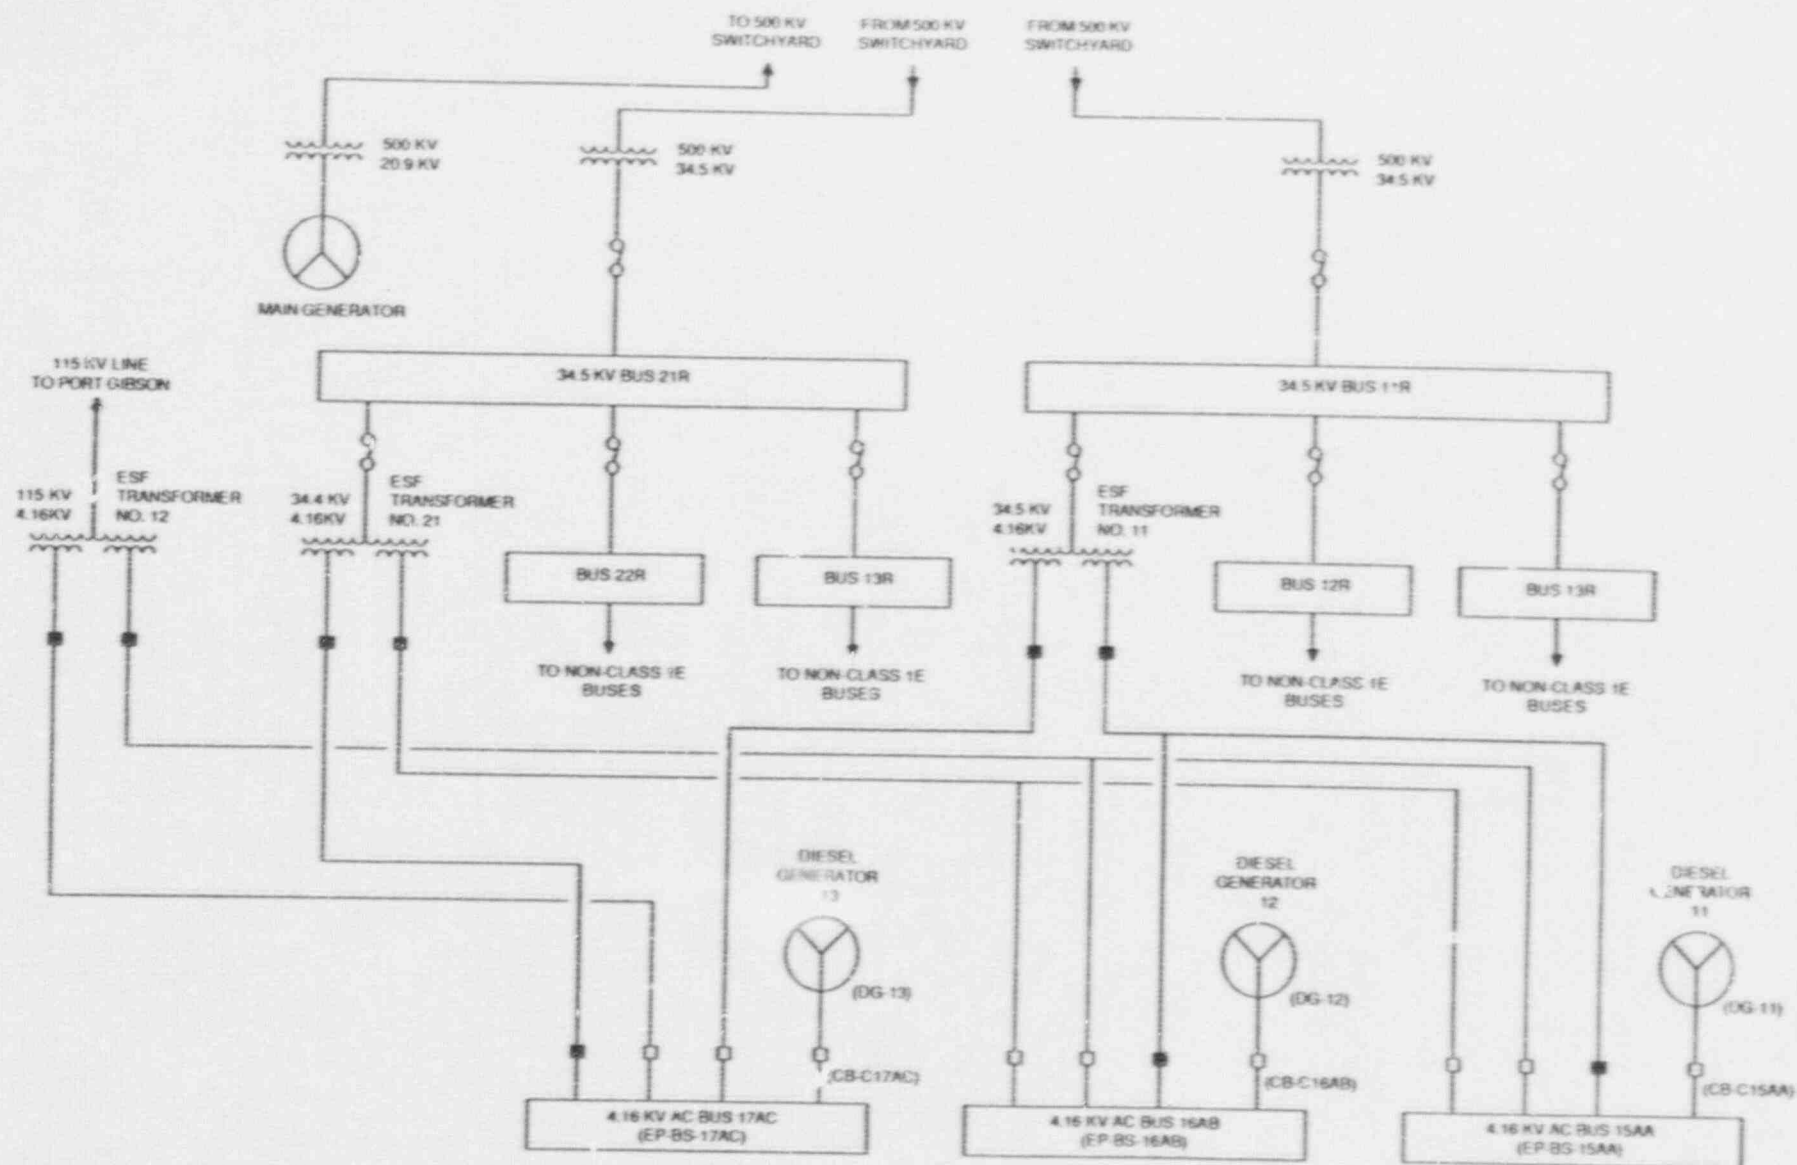 TO 500 KV
SWITCHYARD
FROM 500 KV
SWITCHYARD
FROM 500 KV
SWITCHYARD
500 KV
20.9 KV
500 KV
34.5 KV
500 KV
34.5 KV
MAIN GENERATOR
115 KV LINE
TO PORT GIBSON
34.5 KV BUS 21R
34.5 KV BUS 11R
115 KV
4.16KV
ESF
TRANSFORMER
NO. 12
34.4 KV
4.16KV
ESF
TRANSFORMER
NO. 21
34.5 KV
4.16KV
ESF
TRANSFORMER
NO. 11
BUS 22R
BUS 13R
BUS 12R
BUS 13R
TO NON-CLASS 1E
BUSES
TO NON-CLASS 1E
BUSES
TO NON-CLASS 1E
BUSES
TO NON-CLASS 1E
BUSES
DIESEL
GENERATOR
13
DIESEL
GENERATOR
12
DIESEL
GENERATOR
11
(DG-13)
(DG-12)
(DG-11)
(CB-C17AC)
(CB-C16AB)
(CB-C15AA)
4.16 KV AC BUS 17AC
(EP-BS-17AC)
4.16 KV AC BUS 16AB
(EP-BS-16AB)
4.16 KV AC BUS 15AA
(EP-BS-15AA)